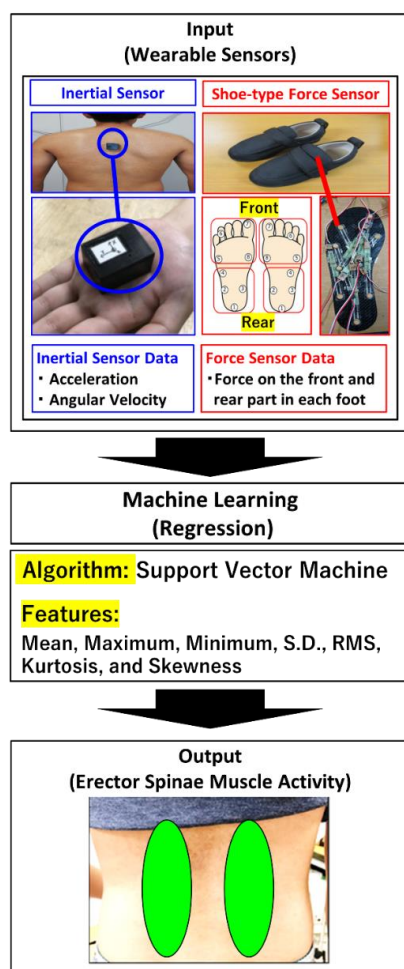 Input
(Wearable Sensors)
Inertial Sensor
Shoe-type Force Sensor
Front
Rear
Inertial Sensor Data
・ Acceleration
・ Angular Velocity
Force Sensor Data
・Force on the front and
rear part in each foot
Machine Learning
(Regression)
Algorithm: Support Vector Machine
Features:
Mean, Maximum, Minimum, S.D., RMS,
Kurtosis, and Skewness
Output
(Erector Spinae Muscle Activity)